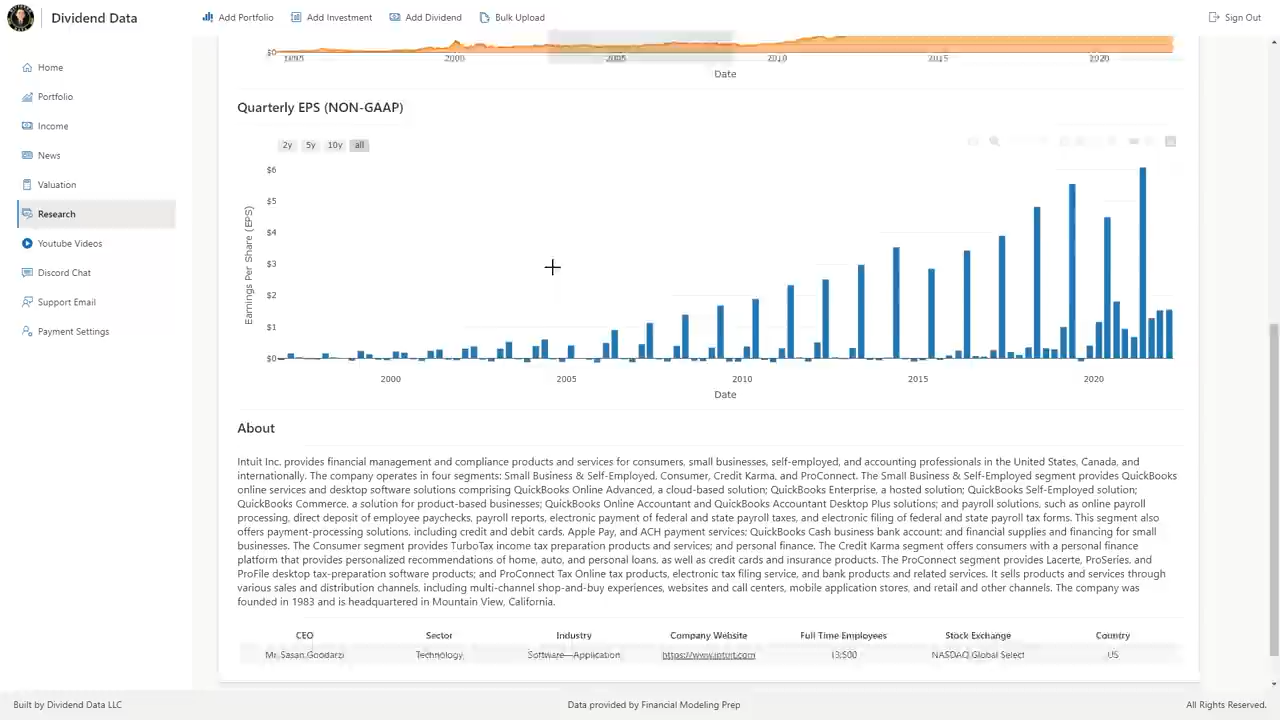 Dividend Data
Add Portfolio
Add Investment
Add Dividend
Bulk Upload
Sign Out
Home
Portfolio
Income
News
Valuation
Research
Youtube Videos
Discord Chat
Support Email
Payment Settings
$0
1995 2000 2005 2010 2015 2020
Date
Quarterly EPS (NON-GAAP)
2y 5y 10y all
Earnings Per Share (EPS)
$6
$5
$4
$3
$2
$1
$0
2000 2005 2010 2015 2020
Date
About
Intuit Inc. provides financial management and compliance products and services for consumers, small businesses, self-employed, and accounting professionals in the United States, Canada, and
internationally. The company operates in four segments: Small Business & Self-Employed, Consumer, Credit Karma, and ProConnect. The Small Business & Self-Employed segment provides QuickBooks
online services and desktop software solutions comprising QuickBooks Online Advanced, a cloud-based solution; QuickBooks Enterprise, a hosted solution; QuickBooks Self-Employed solution;
QuickBooks Commerce, a solution for product-based businesses; QuickBooks Online Accountant and QuickBooks Accountant Desktop Plus solutions; and payroll solutions, such as online payroll
processing, direct deposit of employee paychecks, payroll reports, electronic payment of federal and state payroll taxes, and electronic filing of federal and state payroll tax forms. This segment also
offers payment-processing solutions, including credit and debit cards, Apple Pay, and ACH payment services; QuickBooks Cash business bank account; and financial supplies and financing for small
businesses. The Consumer segment provides TurboTax income tax preparation products and services; and personal finance. The Credit Karma segment offers consumers with a personal finance
platform that provides personalized recommendations of home, auto, and personal loans, as well as credit cards and insurance products. The ProConnect segment provides Lacerte, ProSeries, and
ProFile desktop tax-preparation software products; and ProConnect Tax Online tax products, electronic tax filing service, and bank products and related services. It sells products and services through
various sales and distribution channels, including multi-channel shop-and-buy experiences, websites and call centers, mobile application stores, and retail and other channels. The company was
founded in 1983 and is headquartered in Mountain View, California.
CEO Sector Industry Company Website Full Time Employees Stock Exchange Country
Mr. Sasan Goodarzi Technology Software—Application https://www.intuit.com 13,500 NASDAQ Global Select US
Built by Dividend Data LLC
Data provided by Financial Modeling Prep
All Rights Reserved.